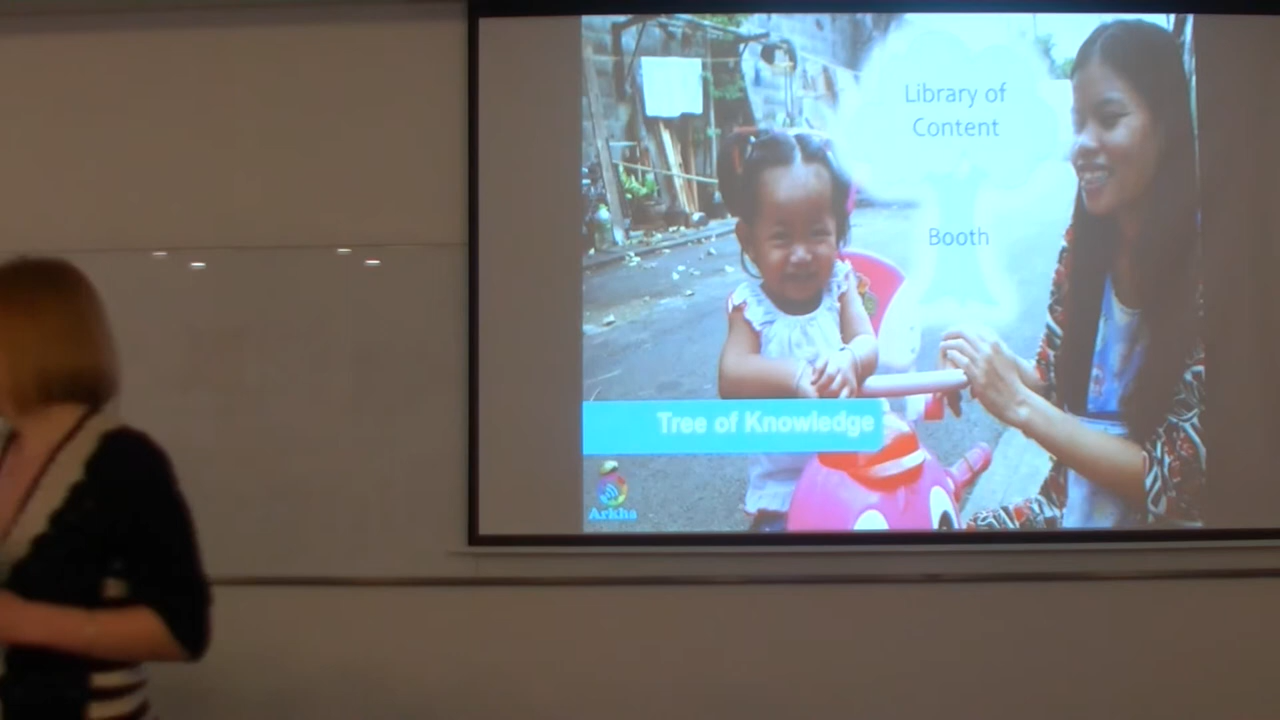 Library of
Content
Booth
Tree of Knowledge
Arkha